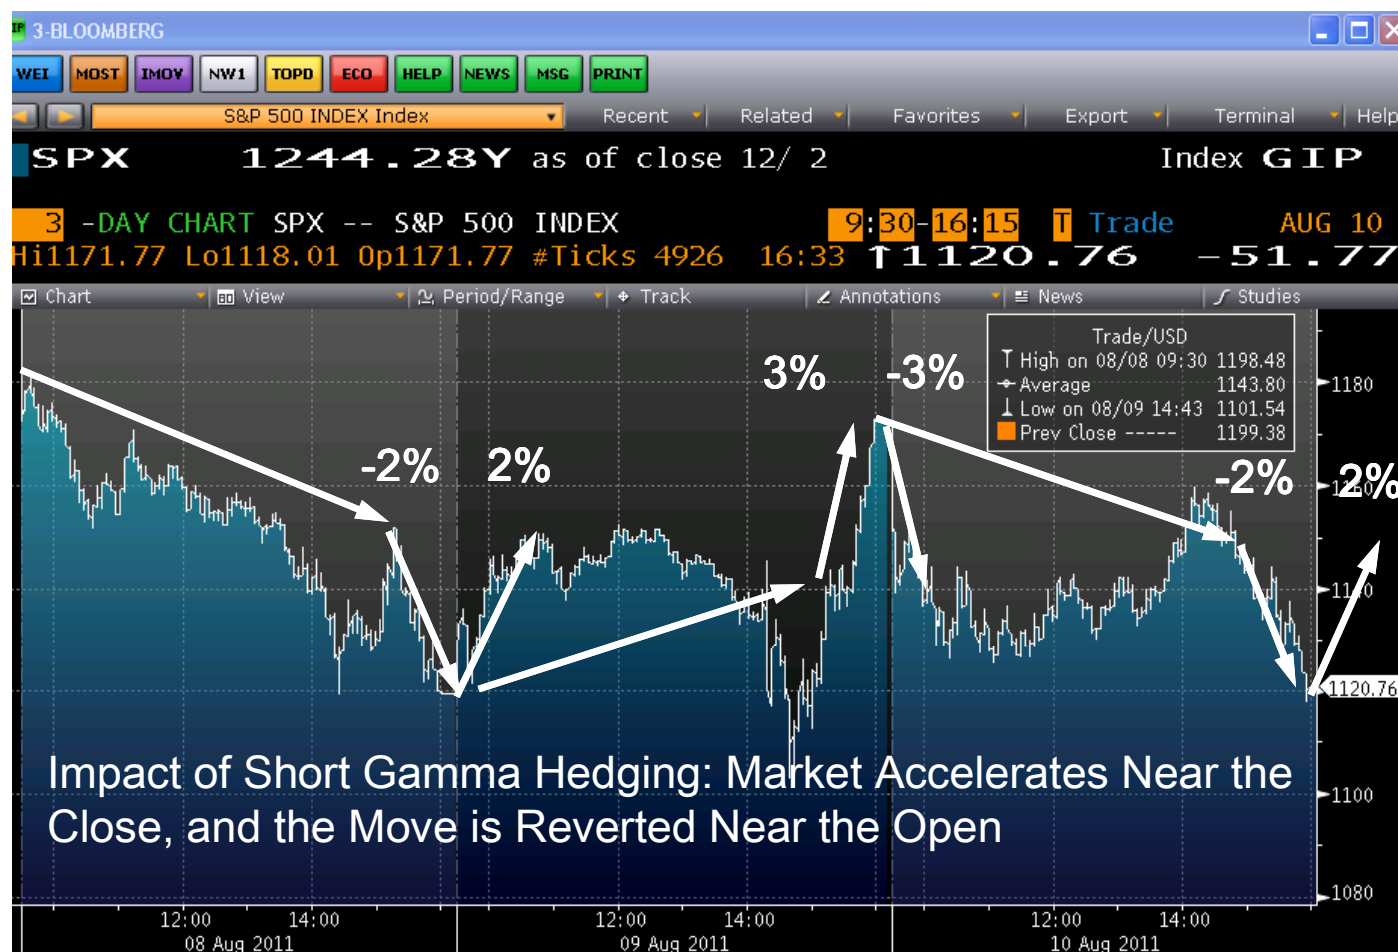 3-BLOOMBERG
WEI MOST IMOV NW1 TOPD ECO HELP NEWS MSG PRINT
S&P 500 INDEX Index Recent Related Favorites Export Terminal Help
SPX 1244.28Y as of close 12/ 2 Index GIP
3 -DAY CHART SPX -- S&P 500 INDEX 9:30-16:15 T Trade AUG 10
Hi1171.77 Lo1118.01 Op1171.77 #Ticks 4926 16:33 ↑1120.76 -51.77
Chart View Period/Range Track Annotations News Studies
Trade/USD
High on 08/08 09:30 1198.48
Average 1143.80
Low on 08/09 14:43 1101.54
Prev Close ----- 1199.38
3% -3%
-2% 2% -2% 2%
1180
1160
1140
1120.76
1100
1080
Impact of Short Gamma Hedging: Market Accelerates Near the
Close, and the Move is Reverted Near the Open
12:00 14:00 12:00 14:00 12:00 14:00
08 Aug 2011 09 Aug 2011 10 Aug 2011